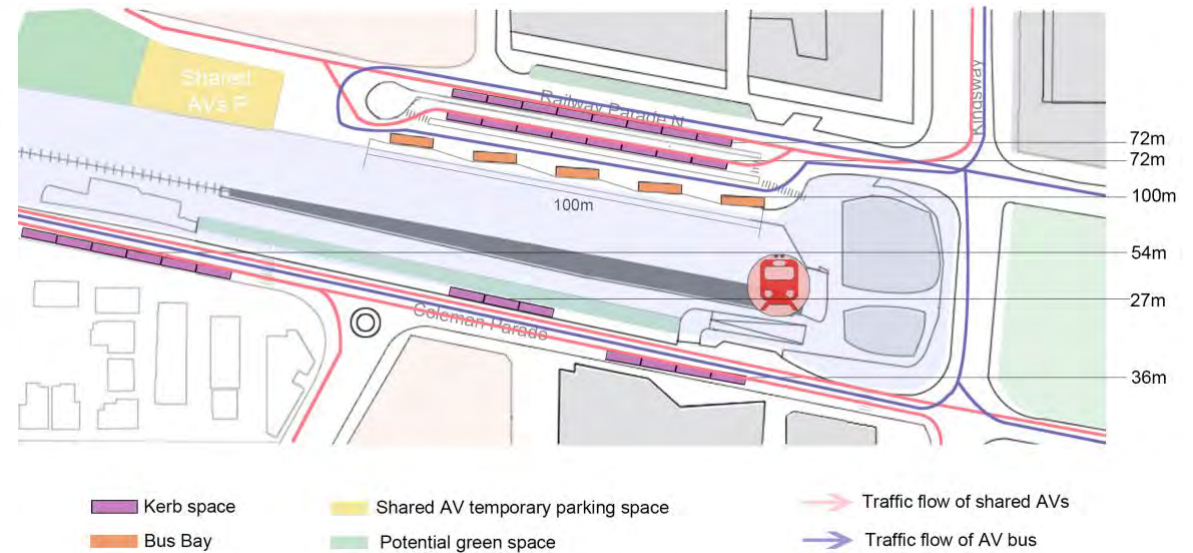 Shared
AVs P
Railway Parade N
Kingsway
72m
72m
100m
100m
54m
27m
Coleman Parade
36m
Kerb space
Shared AV temporary parking space
Traffic flow of shared AVs
Bus Bay
Potential green space
Traffic flow of AV bus